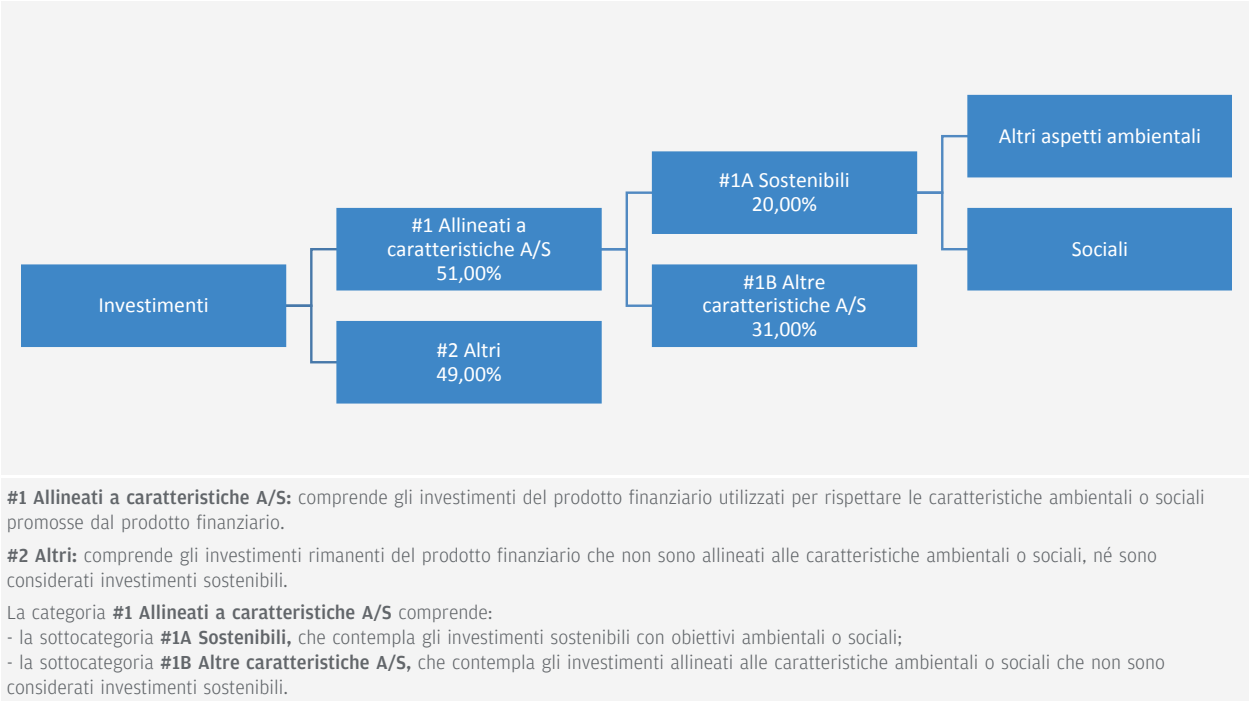 Investimenti
#1 Allineati a
caratteristiche A/S
51,00%
#2 Altri
49,00%
#1A Sostenibili
20,00%
#1B Altre
caratteristiche A/S
31,00%
Altri aspetti ambientali
Sociali
#1 Allineati a caratteristiche A/S: comprende gli investimenti del prodotto finanziario utilizzati per rispettare le caratteristiche ambientali o sociali
promosse dal prodotto finanziario.
#2 Altri: comprende gli investimenti rimanenti del prodotto finanziario che non sono allineati alle caratteristiche ambientali o sociali, né sono
considerati investimenti sostenibili.
La categoria #1 Allineati a caratteristiche A/S comprende:
- la sottocategoria #1A Sostenibili, che contempla gli investimenti sostenibili con obiettivi ambientali o sociali;
- la sottocategoria #1B Altre caratteristiche A/S, che contempla gli investimenti allineati alle caratteristiche ambientali o sociali che non sono
considerati investimenti sostenibili.